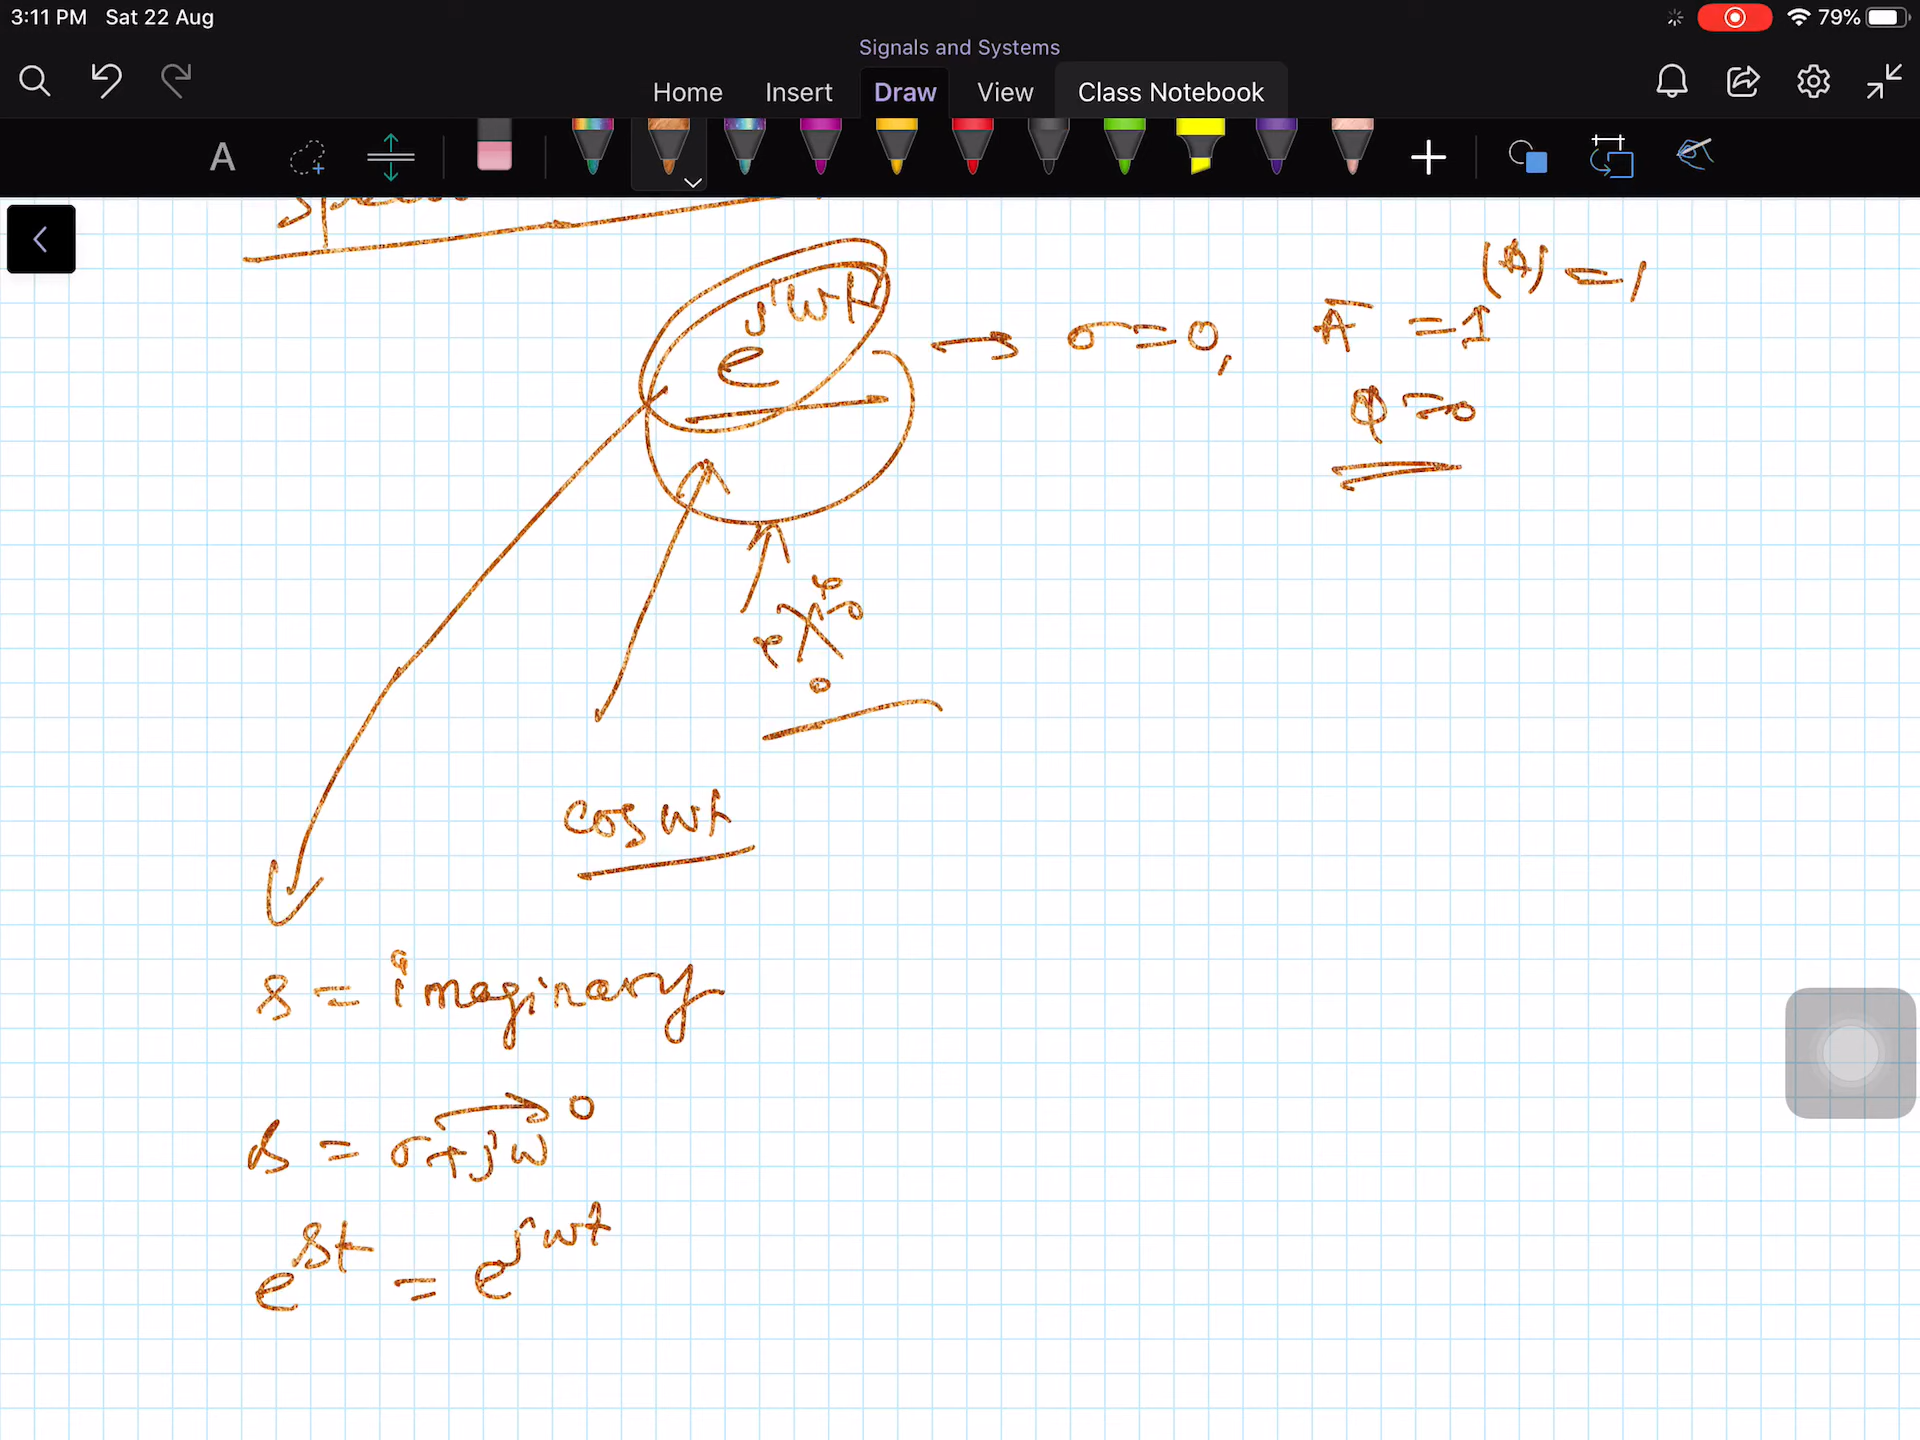 3:11 PM Sat 22 Aug
79%
Signals and Systems
Home Insert Draw View Class Notebook
A
|A| = 1
e^{jωt} → σ = 0, Ā = 1
φ = 0
cos ωt
s = imaginary
s = σ + jω 0
e^{st} = e^{jωt}